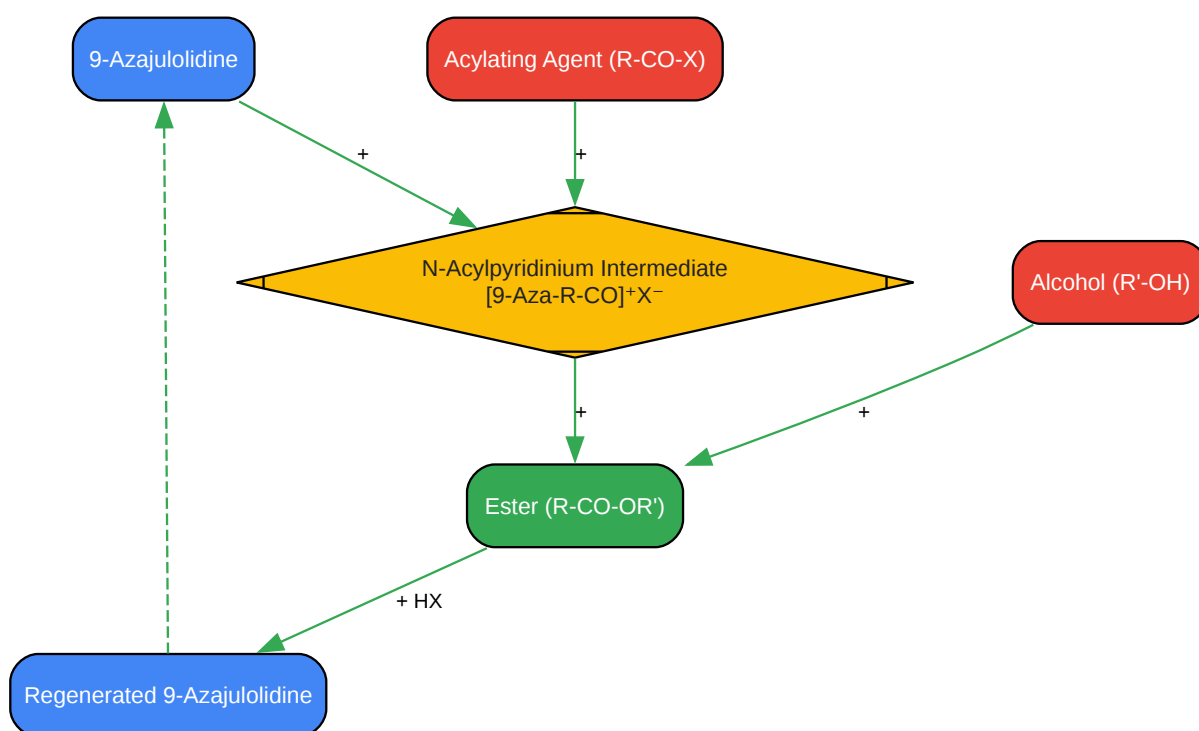 9-Azajulolidine
Acylating Agent (R-CO-X)
+
+
N-Acylpyridinium Intermediate
[9-Aza-R-CO]⁺X⁻
Alcohol (R'-OH)
+
+
Ester (R-CO-OR')
+ HX
Regenerated 9-Azajulolidine